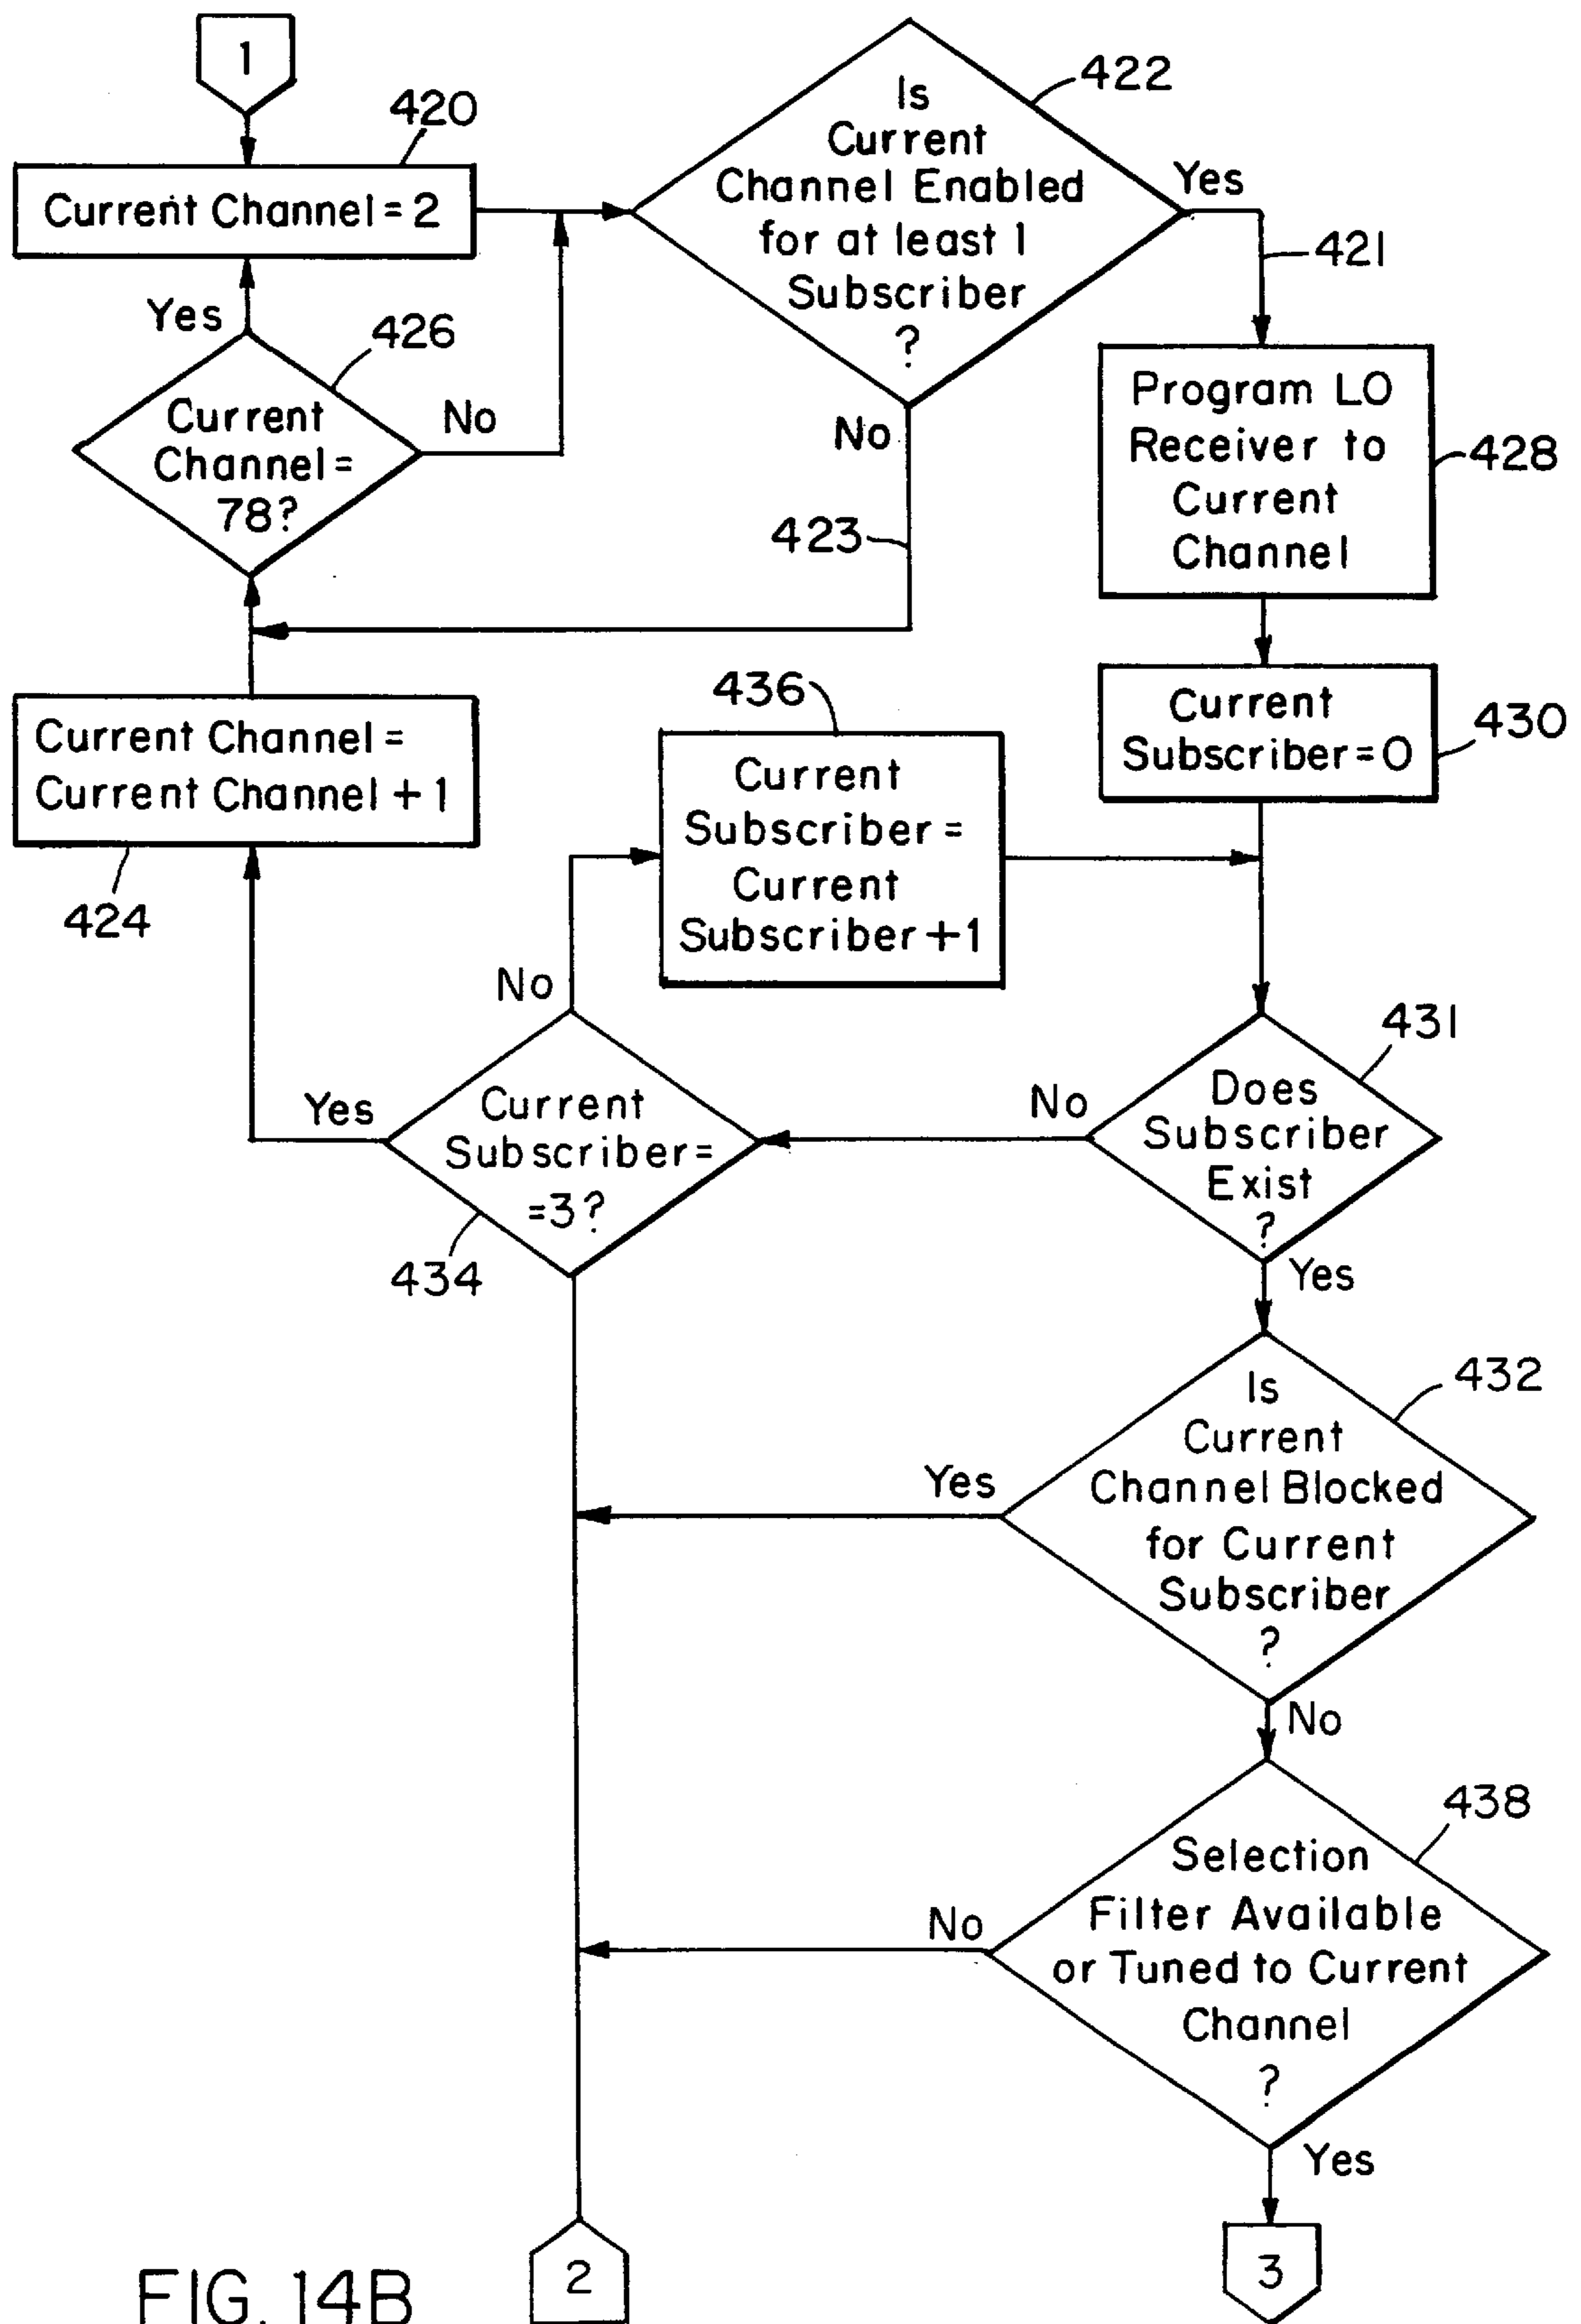 1
420
Current Channel = 2
Is
Current
Channel Enabled
for at least 1
Subscriber
?
422
Yes
421
Yes
426
Current
Channel =
78?
No
No
423
Program LO
Receiver to
Current
Channel
428
Current
Subscriber = 0
430
436
Current
Subscriber =
Current
Subscriber +1
Current Channel =
Current Channel + 1
424
No
Yes
Current
Subscriber =
=3?
434
No
431
Does
Subscriber
Exist
?
Yes
432
Is
Current
Channel Blocked
for Current
Subscriber
?
Yes
No
438
Selection
Filter Available
or Tuned to Current
Channel
?
No
Yes
2
3
FIG. 14B